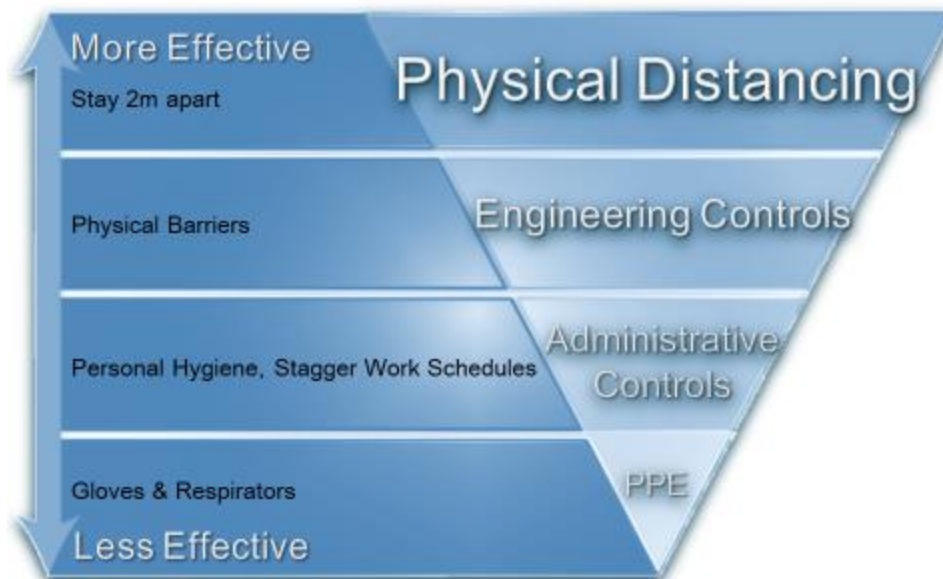 More Effective
Physical Distancing
Stay 2m apart
Physical Barriers
Engineering Controls
Personal Hygiene, Stagger Work Schedules
Administrative
Controls
Gloves & Respirators
PPE
Less Effective